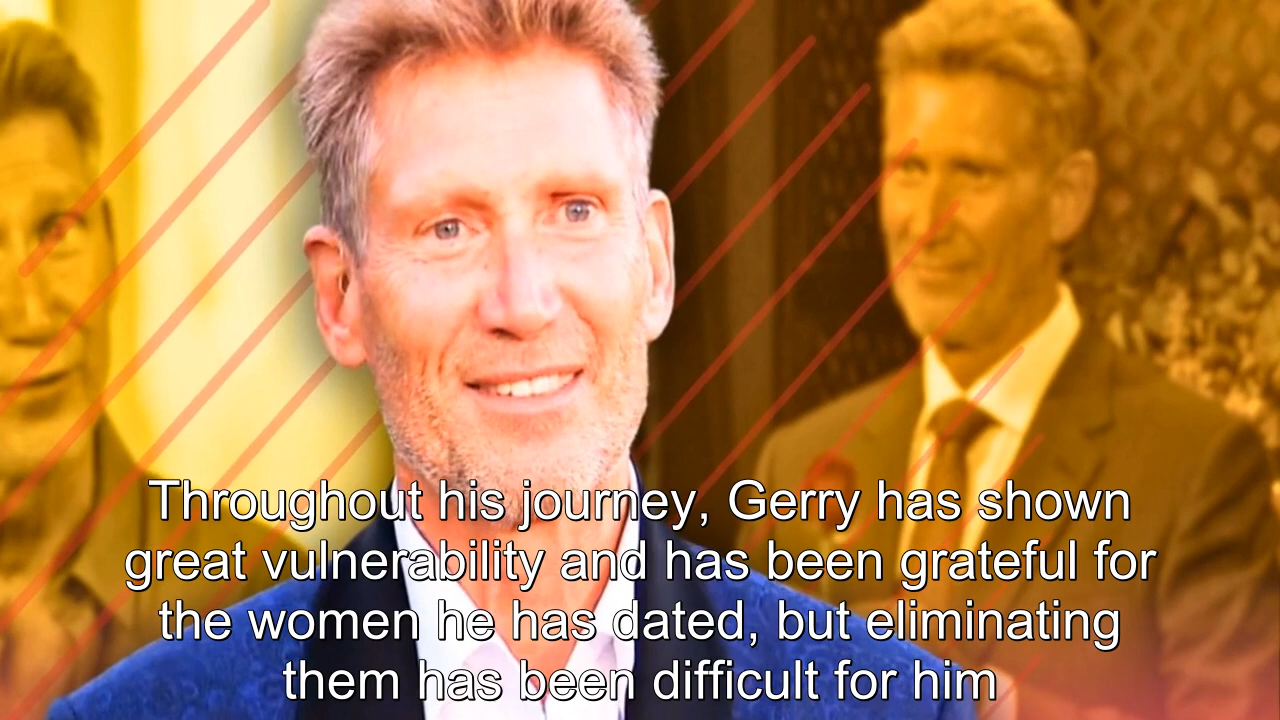 Throughout his journey, Gerry has shown
great vulnerability and has been grateful for
the women he has dated, but eliminating
them has been difficult for him